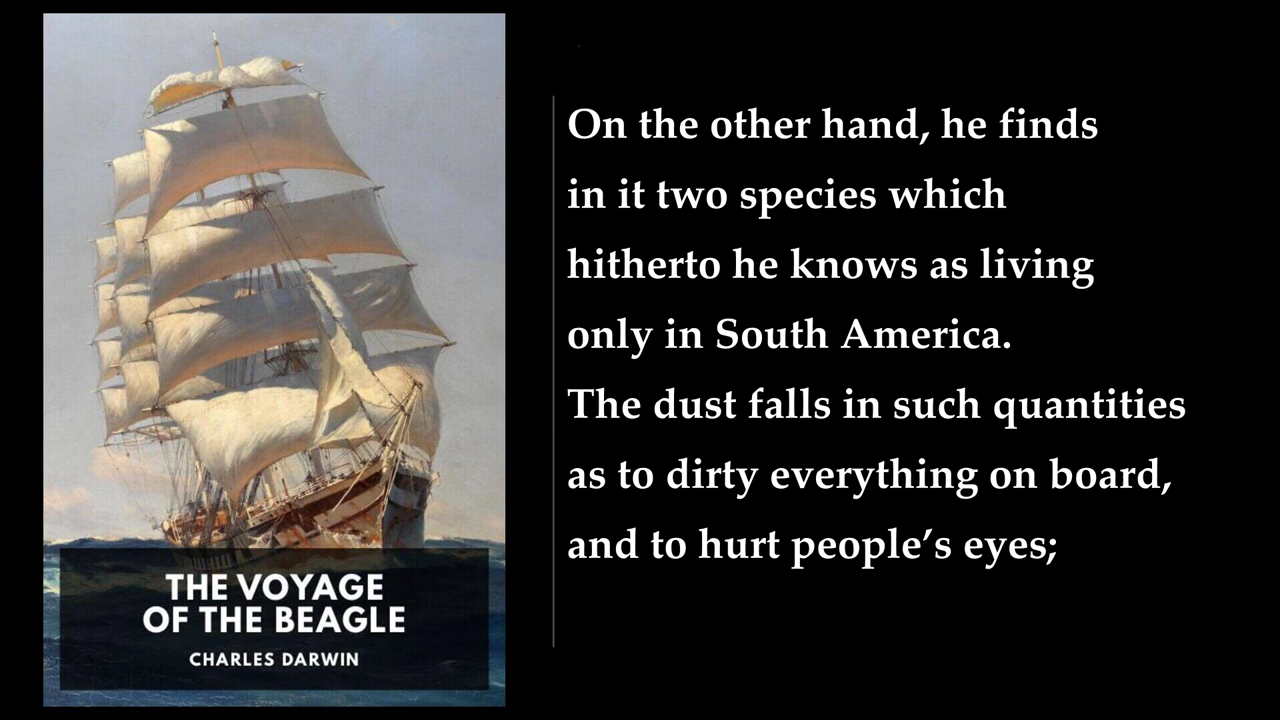 THE VOYAGE
OF THE BEAGLE
CHARLES DARWIN
On the other hand, he finds
in it two species which
hitherto he knows as living
only in South America.
The dust falls in such quantities
as to dirty everything on board,
and to hurt people’s eyes;